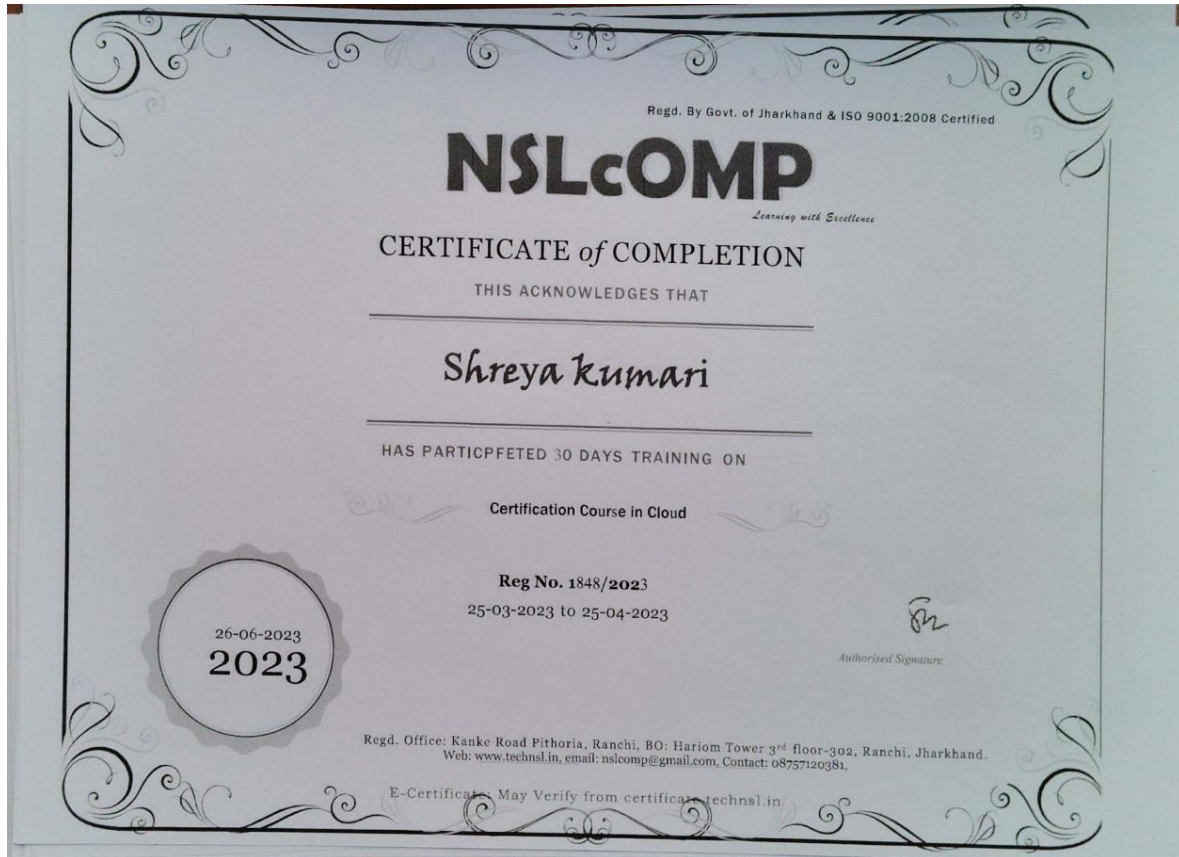 Regd. By Govt. of Jharkhand & ISO 9001:2008 Certified
NSLcOMP
Learning with Excellence
CERTIFICATE of COMPLETION
THIS ACKNOWLEDGES THAT
Shreya kumari
HAS PARTICPFETED 30 DAYS TRAINING ON
Certification Course in Cloud
Reg No. 1848/2023
25-03-2023 to 25-04-2023
26-06-2023
2023
Authorised Signature
Regd. Office: Kanke Road Pithoria, Ranchi, BO: Hariom Tower 3rd floor-302, Ranchi, Jharkhand.
Web: www.technsl.in, email: nslcomp@gmail.com, Contact: 08757120381,
E-Certificate: May Verify from certificate.technsl.in